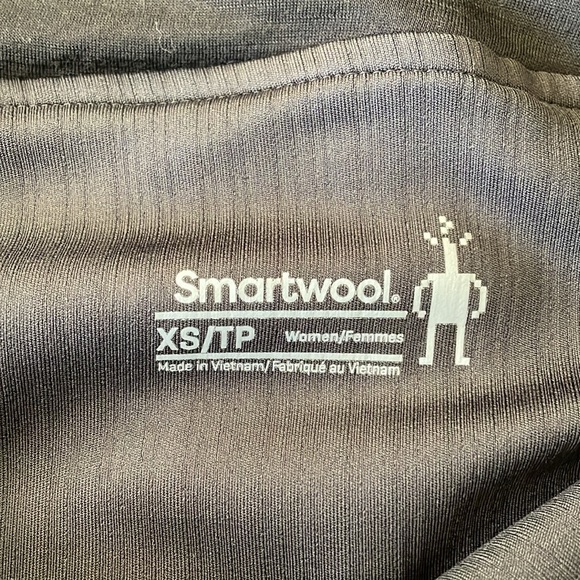 Smartwool®
XS/TP Women/Femmes
Made in Vietnam/Fabriqué au Vietnam